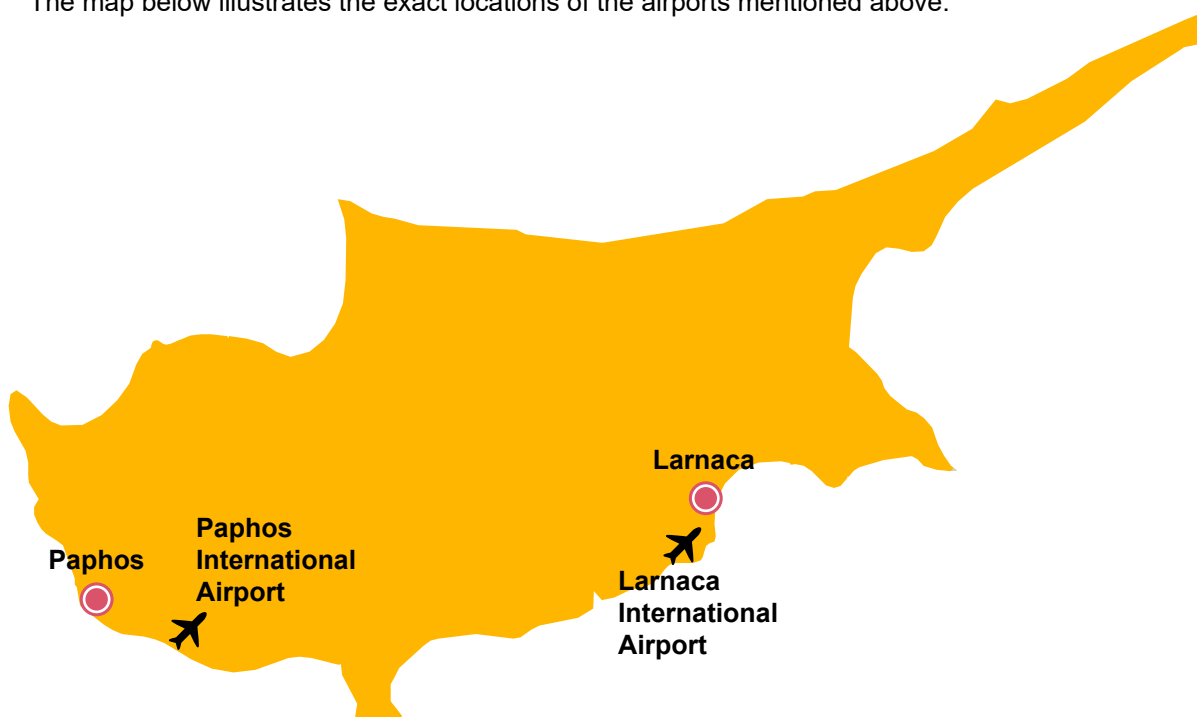 The map below illustrates the exact locations of the airports mentioned above.
Larnaca
Paphos
International
Airport
Paphos
Larnaca
International
Airport